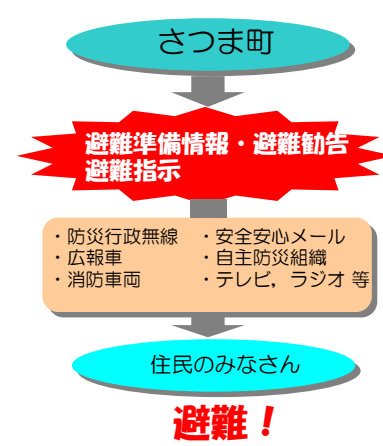 さつま町
避難準備情報・避難勧告
避難指示
・防災行政無線 ・安全安心メール
・広報車 ・自主防災組織
・消防車両 ・テレビ，ラジオ 等
住民のみなさん
避難！